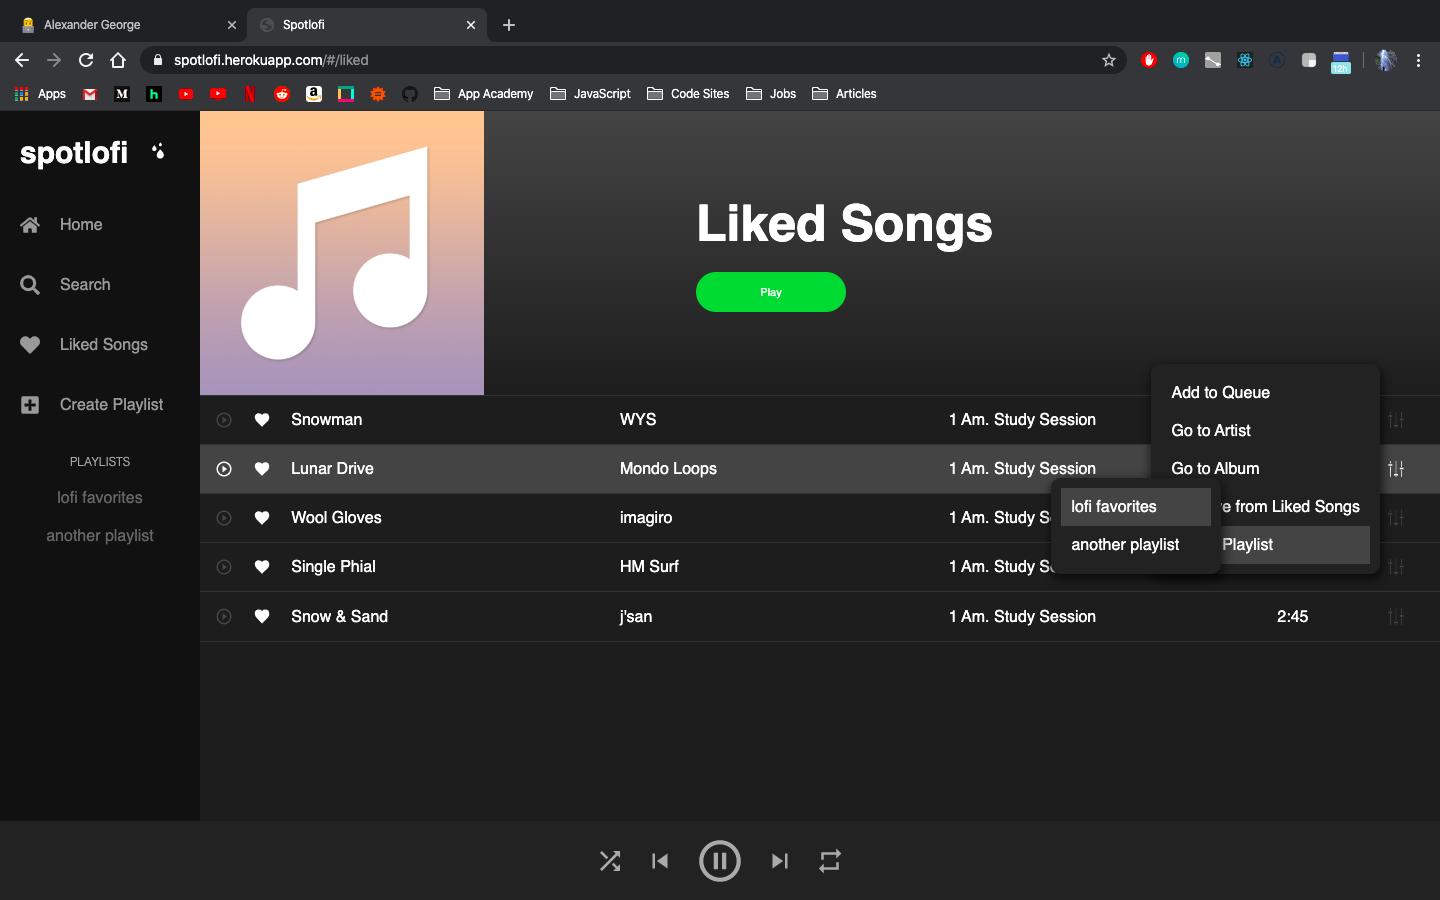 Alexander George
Spotlofi
spotlofi.herokuapp.com/#/liked
12h
Apps
M
h
App Academy
JavaScript
Code Sites
Jobs
Articles
spotlofi
Home
Search
Liked Songs
Create Playlist
PLAYLISTS
lofi favorites
another playlist
Liked Songs
Play
Snowman WYS 1 Am. Study Session
Lunar Drive Mondo Loops 1 Am. Study Session
Wool Gloves imagiro 1 Am. Study S
Single Phial HM Surf 1 Am. Study S
Snow & Sand j'san 1 Am. Study Session 2:45
Add to Queue
Go to Artist
Go to Album
e from Liked Songs
Playlist
lofi favorites
another playlist